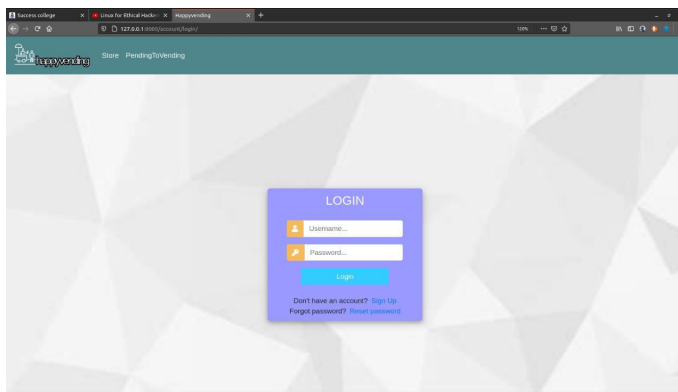 Success college
Linux for Ethical Hacker
Happyvending
127.0.0.1:8000/account/login/
120%
happyvending
Store PendingToVending
LOGIN
Username...
Password...
Login
Don't have an account? Sign Up
Forgot password? Reset password